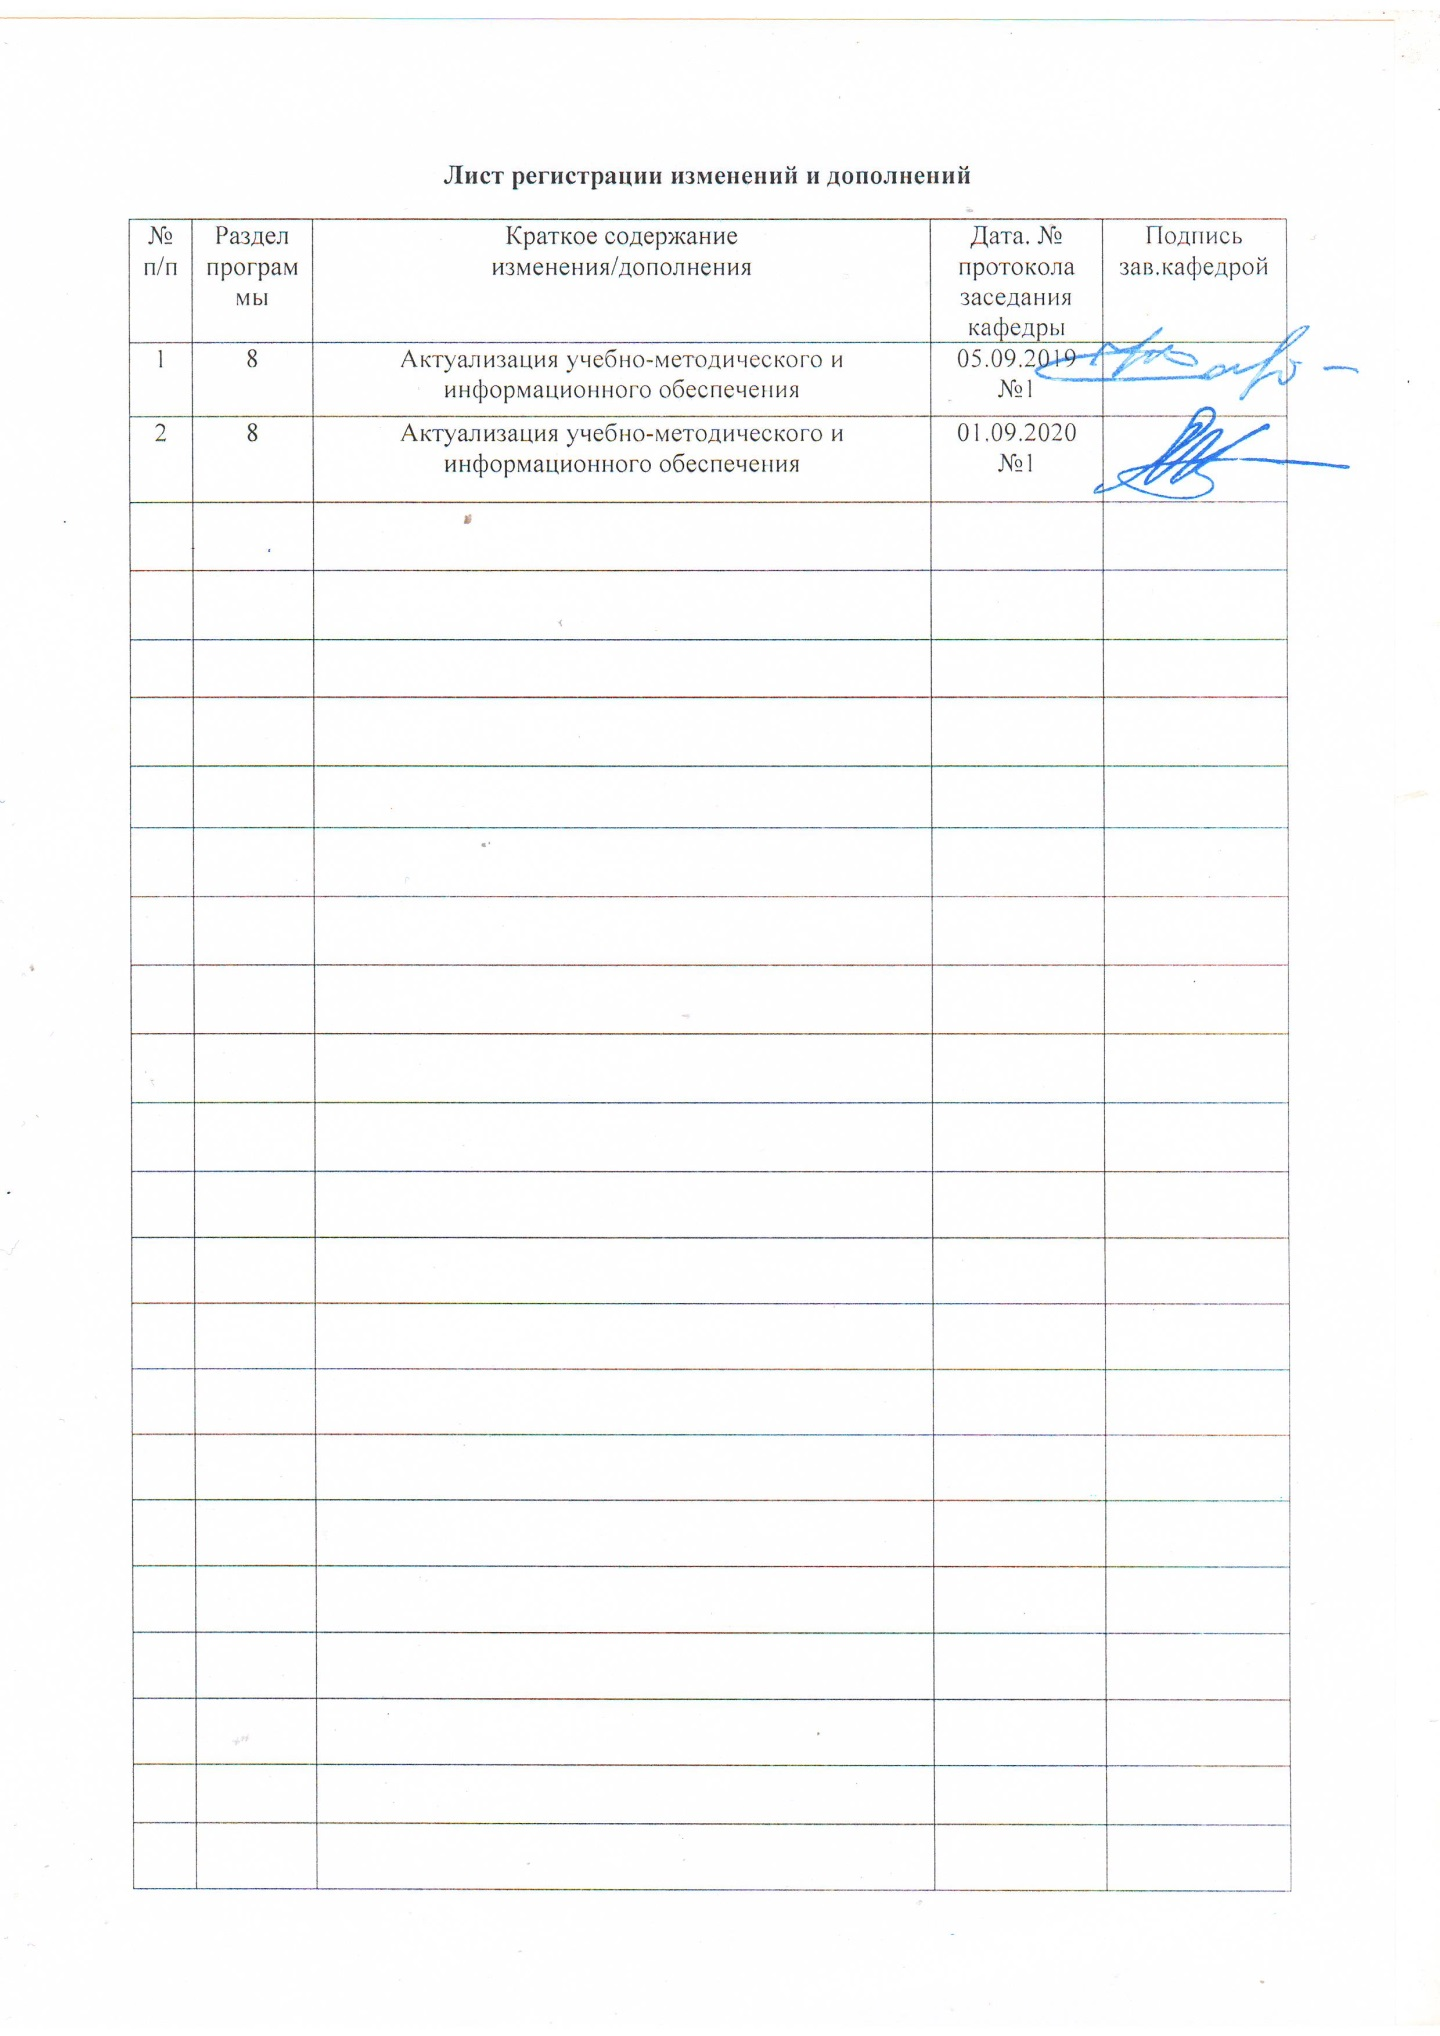 Лист регистрации изменений и дополнений
№ п/п
Раздел
програм
мы
Краткое содержание
изменения/дополнения
Дата. №
протокола
заседания
кафедры
Подпись
зав.кафедрой
1
8
Актуализация учебно-методического и
информационного обеспечения
05.09.2019
№1
2
8
Актуализация учебно-методического и
информационного обеспечения
01.09.2020
№1